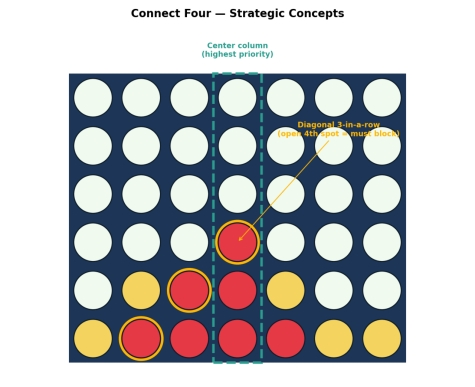 Connect Four — Strategic Concepts
Center column
(highest priority)
Diagonal 3-in-a-row
(open 4th spot = must block)